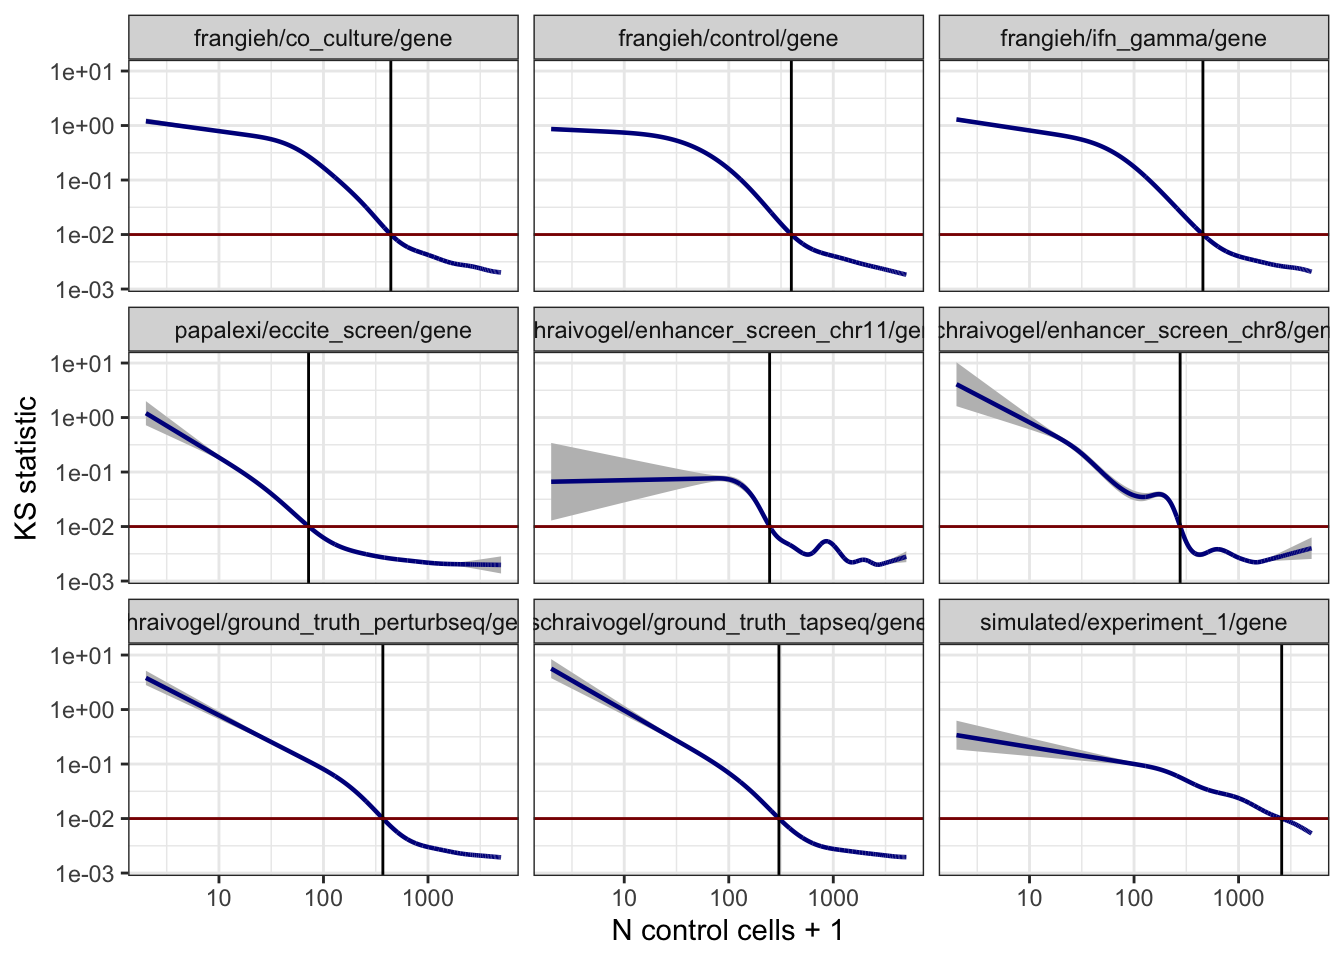 frangieh/co_culture/gene frangieh/control/gene frangieh/ifn_gamma/gene
1e+01
1e+00
1e-01
1e-02
1e-03
papalexi/eccite_screen/gene hraivogel/enhancer_screen_chr11/gen chraivogel/enhancer_screen_chr8/gen
1e+01
1e+00
1e-01
1e-02
1e-03
KS statistic
hraivogel/ground_truth_perturbseq/ge schraivogel/ground_truth_tapseq/gene simulated/experiment_1/gene
1e+01
1e+00
1e-01
1e-02
1e-03
10 100 1000 10 100 1000 10 100 1000
N control cells + 1